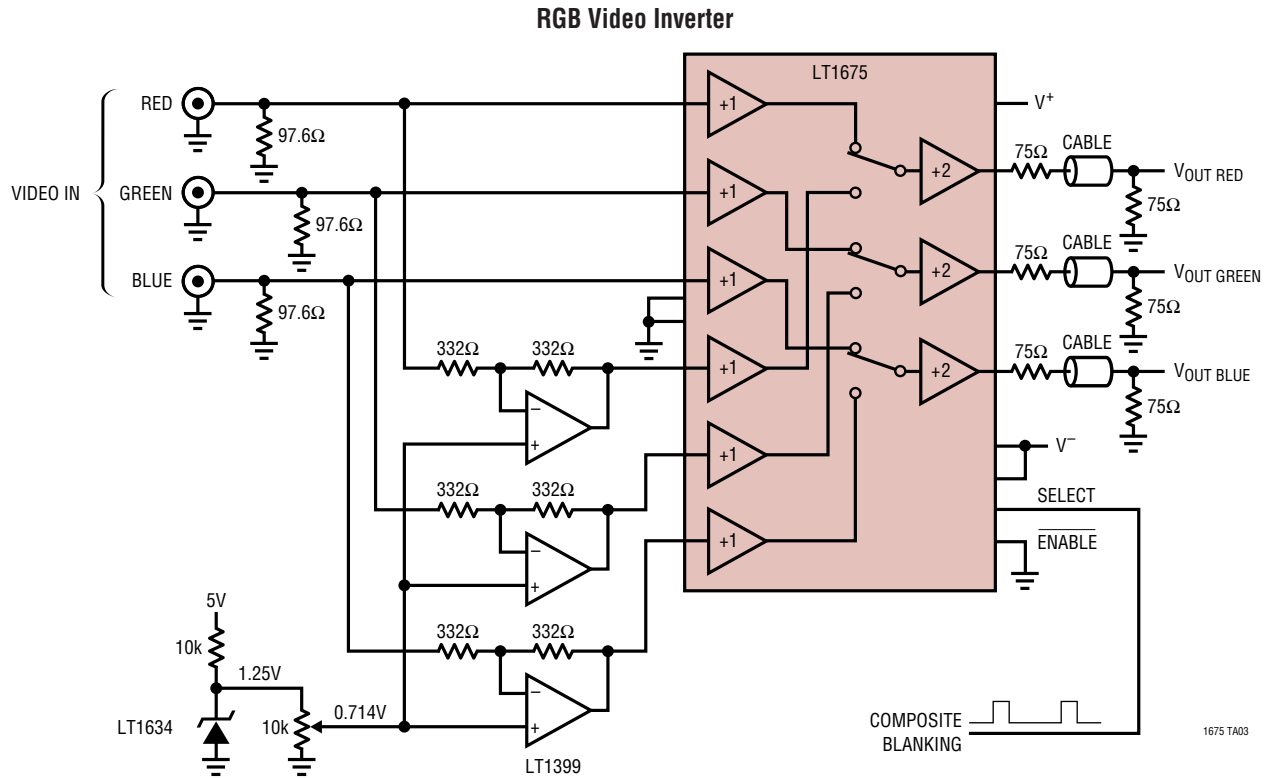 RGB Video Inverter
LT1675
RED
+1
V+
97.6Ω
75Ω
CABLE
VOUT RED
+2
75Ω
VIDEO IN
GREEN
+1
97.6Ω
75Ω
CABLE
VOUT GREEN
+2
75Ω
BLUE
+1
97.6Ω
75Ω
CABLE
VOUT BLUE
+2
75Ω
332Ω
332Ω
+1
−
+
V−
332Ω
332Ω
+1
SELECT
−
+
ENABLE
+1
5V
10k
332Ω
332Ω
1.25V
−
LT1634
10k
0.714V
+
LT1399
COMPOSITE
BLANKING
1675 TA03